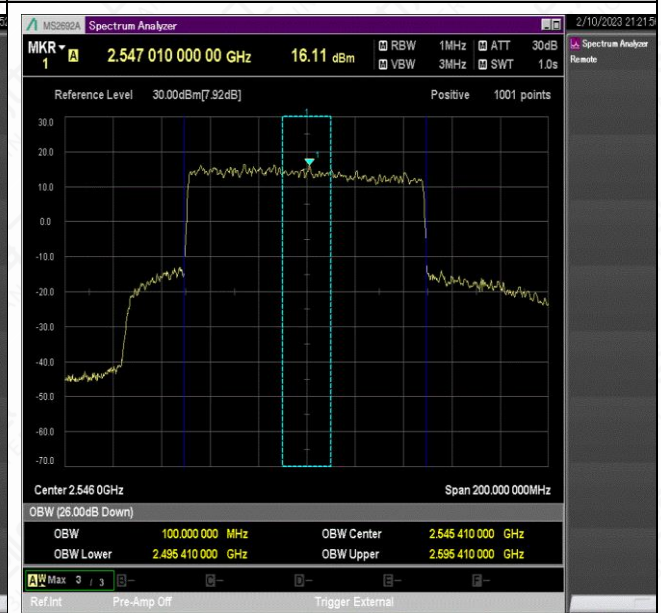 MS2692A Spectrum Analyzer
2/10/2023 21:21:5
MKR 1 A 2.547 010 000 00 GHz 16.11 dBm
M RBW 1MHz M ATT 30dB
M VBW 3MHz M SWT 1.0s
Spectrum Analyzer
Remote
Reference Level 30.00dBm[7.92dB] Positive 1001 points
1
30.0
20.0
1
10.0
0.0
-10.0
-20.0
-30.0
-40.0
-50.0
-60.0
-70.0
Center 2.546 0GHz Span 200.000 000MHz
OBW (26.00dB Down)
OBW 100.000 000 MHz OBW Center 2.545 410 000 GHz
OBW Lower 2.495 410 000 GHz OBW Upper 2.595 410 000 GHz
A W Max 3 / 3 B- C- D- E- F-
Ref.Int Pre-Amp Off Trigger External